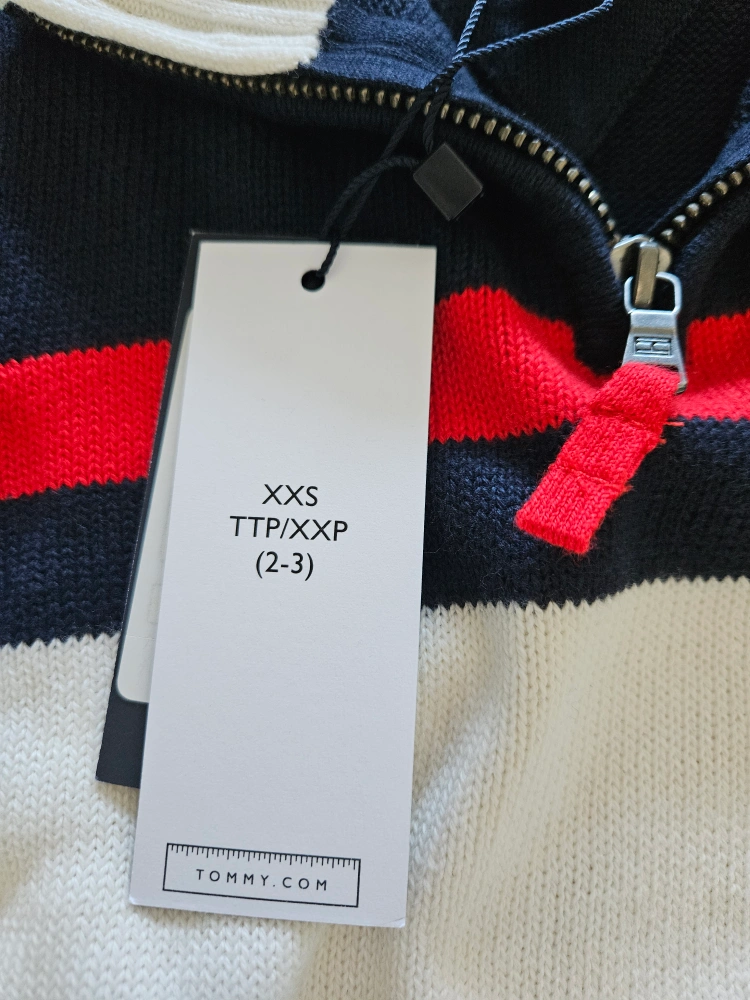 XXS
TTP/XXP
(2-3)
TOMMY.COM